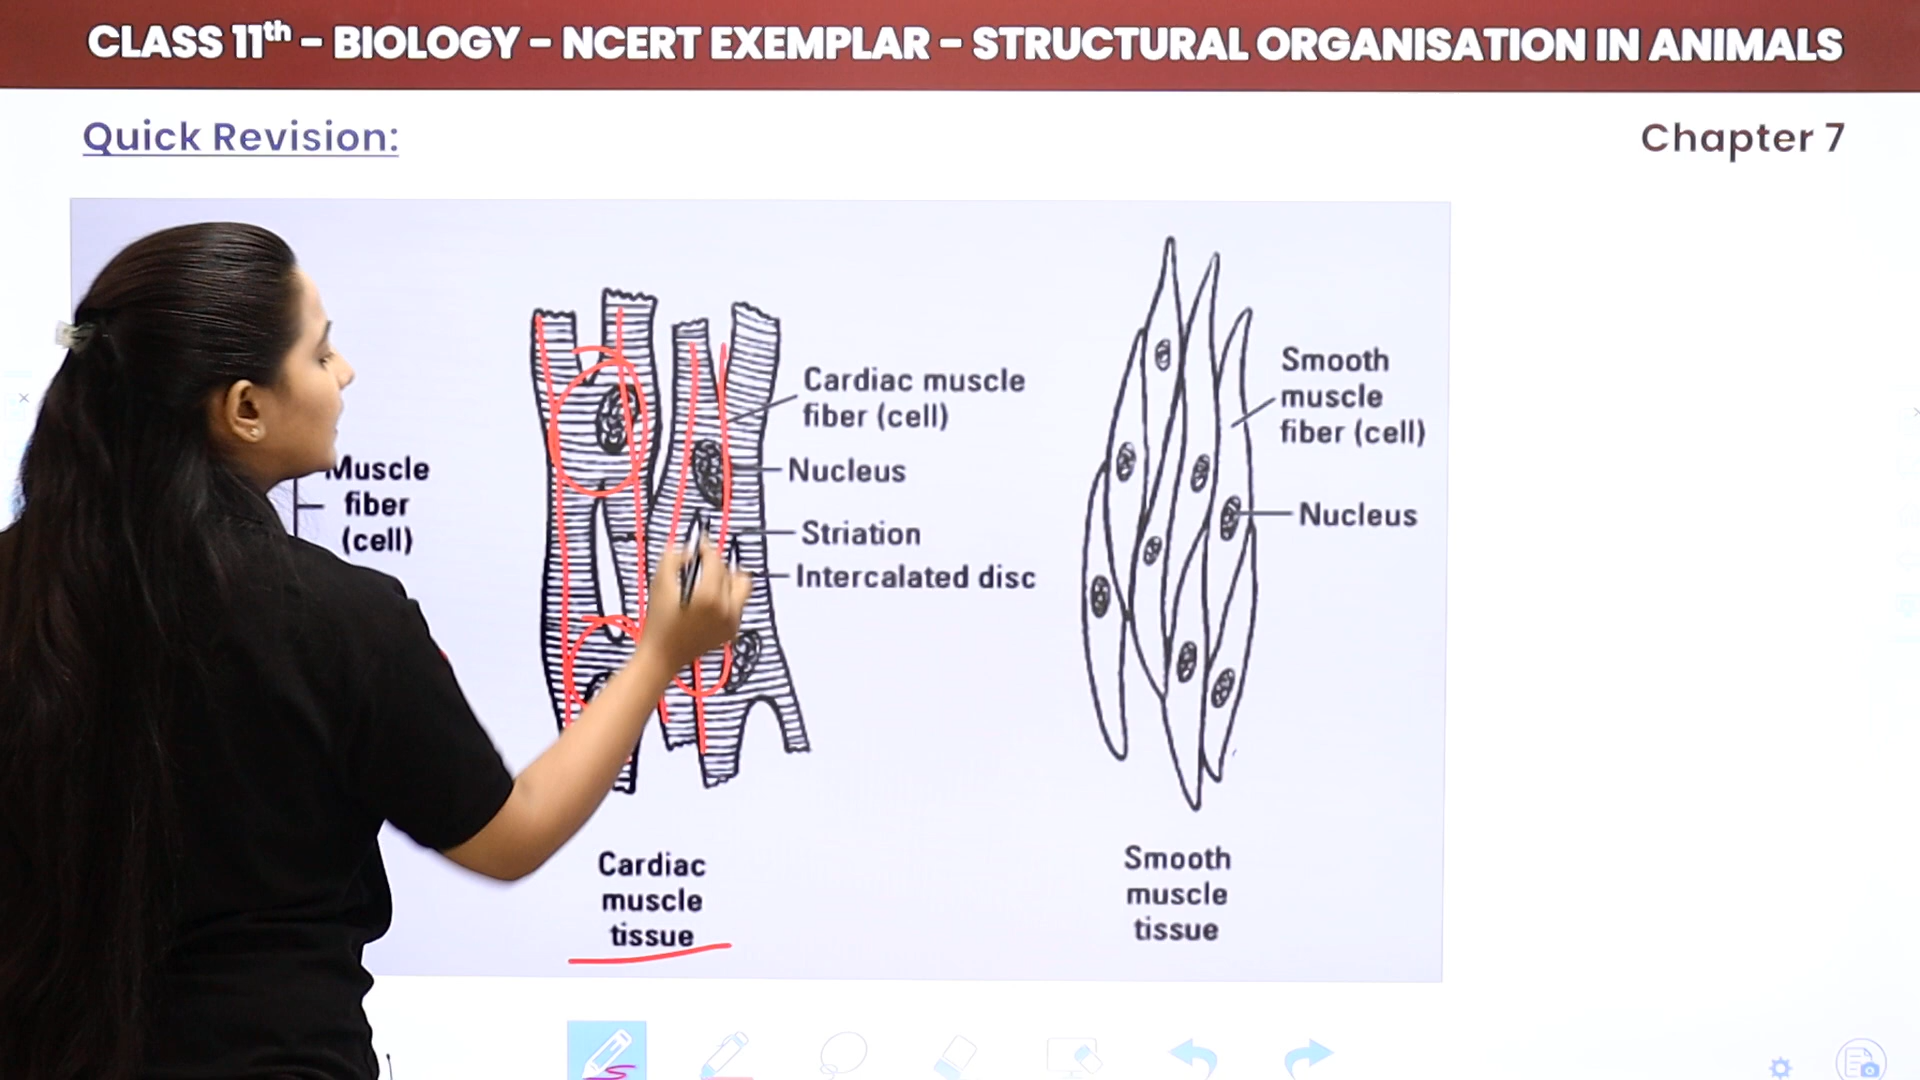 CLASS 11th – BIOLOGY – NCERT EXEMPLAR – STRUCTURAL ORGANISATION IN ANIMALS
Quick Revision:
Chapter 7
Muscle
fiber
(cell)
Cardiac muscle
fiber (cell)
Nucleus
Striation
Intercalated disc
Cardiac
muscle
tissue
Smooth
muscle
fiber (cell)
Nucleus
Smooth
muscle
tissue